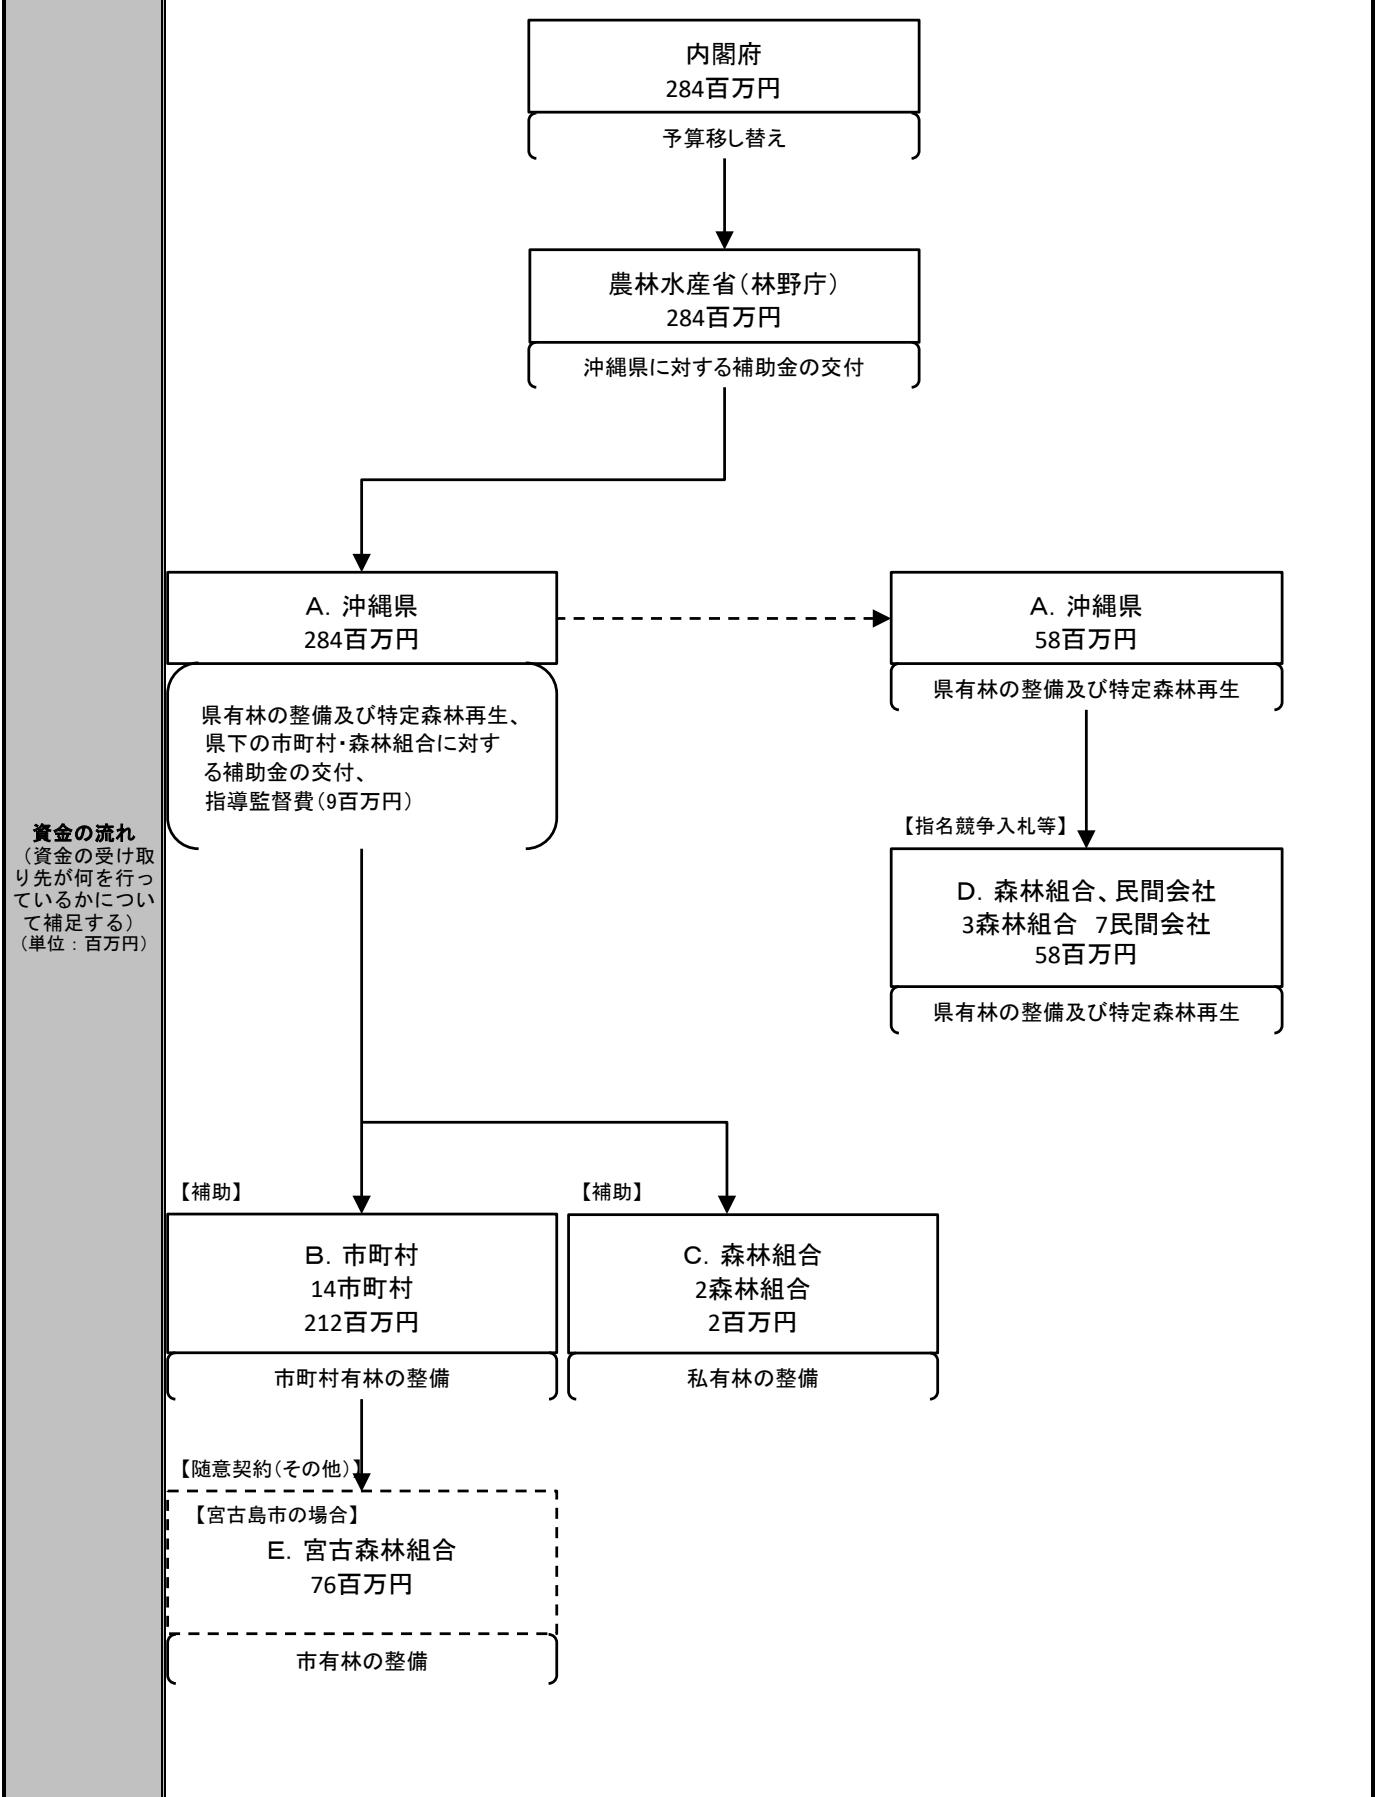 内閣府
284百万円
予算移し替え
農林水産省（林野庁）
284百万円
沖縄県に対する補助金の交付
A．沖縄県
284百万円
県有林の整備及び特定森林再生、
県下の市町村・森林組合に対す
る補助金の交付、
指導監督費（9百万円）
A．沖縄県
58百万円
県有林の整備及び特定森林再生
【指名競争入札等】
D．森林組合、民間会社
3森林組合　7民間会社
58百万円
県有林の整備及び特定森林再生
資金の流れ
（資金の受け取
り先が何を行っ
ているかについ
て補足する）
（単位：百万円）
【補助】
B．市町村
14市町村
212百万円
市町村有林の整備
【補助】
C．森林組合
2森林組合
2百万円
私有林の整備
【随意契約（その他）】
【宮古島市の場合】
E．宮古森林組合
76百万円
市有林の整備